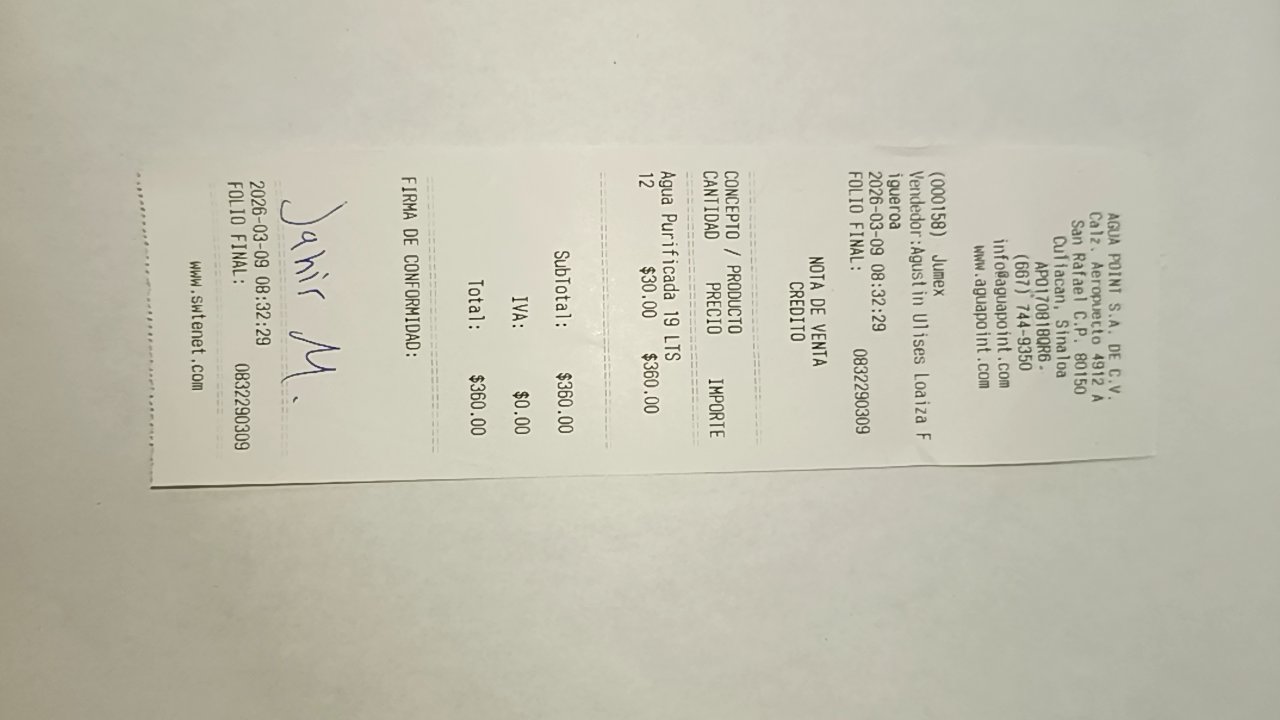 AGUA POINT S.A. DE C.V.
Calz. Aeropuerto 4912 A
San Rafael C.P. 80150
Culiacan, Sinaloa
APO170818QR6.
(667) 744-9350
info@aguapoint.com
www.aguapoint.com
(000158) Jumex
Vendedor:Agustin Ulises Loaiza F
igueroa
2026-03-09 08:32:29
FOLIO FINAL: 0832290309
NOTA DE VENTA
CREDITO
CONCEPTO / PRODUCTO
CANTIDAD PRECIO IMPORTE
Agua Purificada 19 LTS
12 $30.00 $360.00
SubTotal: $360.00
IVA: $0.00
Total: $360.00
FIRMA DE CONFORMIDAD:
Jahir M.
2026-03-09 08:32:29
FOLIO FINAL: 0832290309
www.swtenet.com